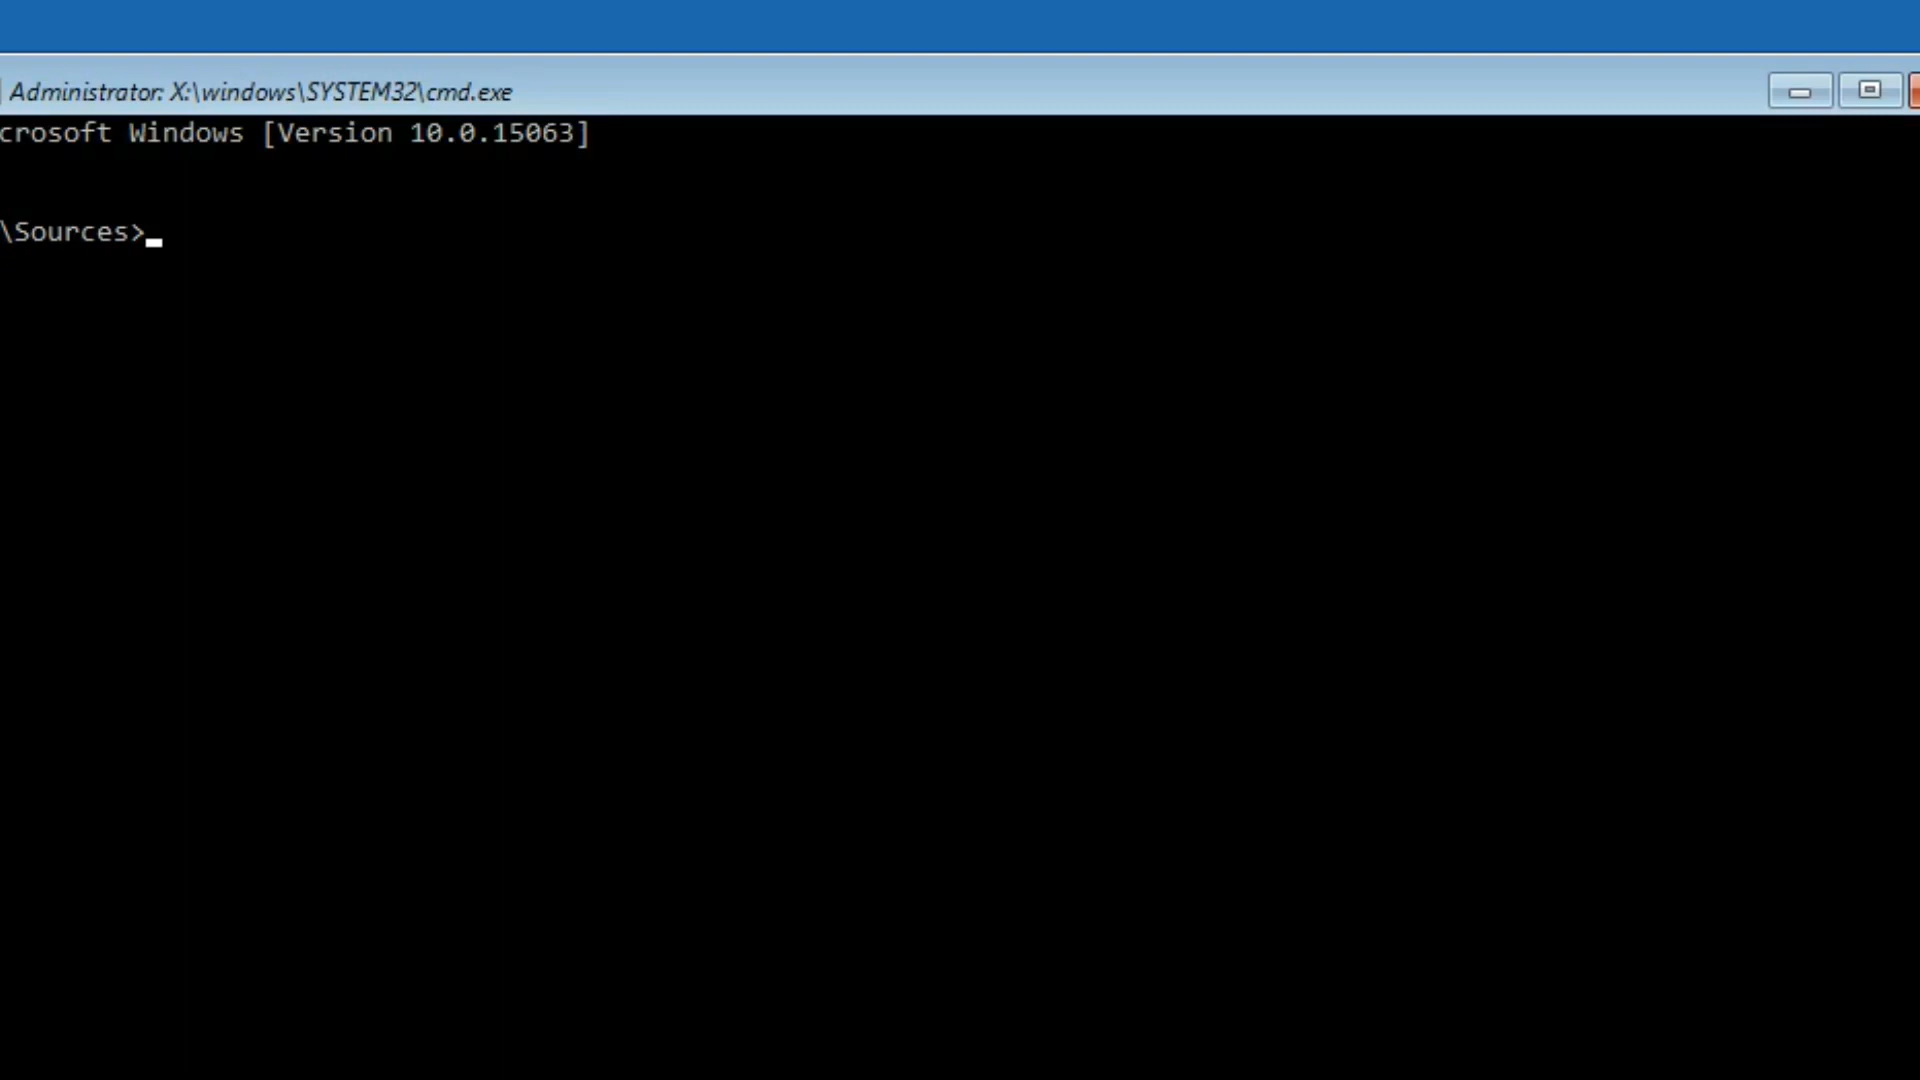 Administrator: X:\windows\SYSTEM32\cmd.exe
crosoft Windows [Version 10.0.15063]
\Sources>